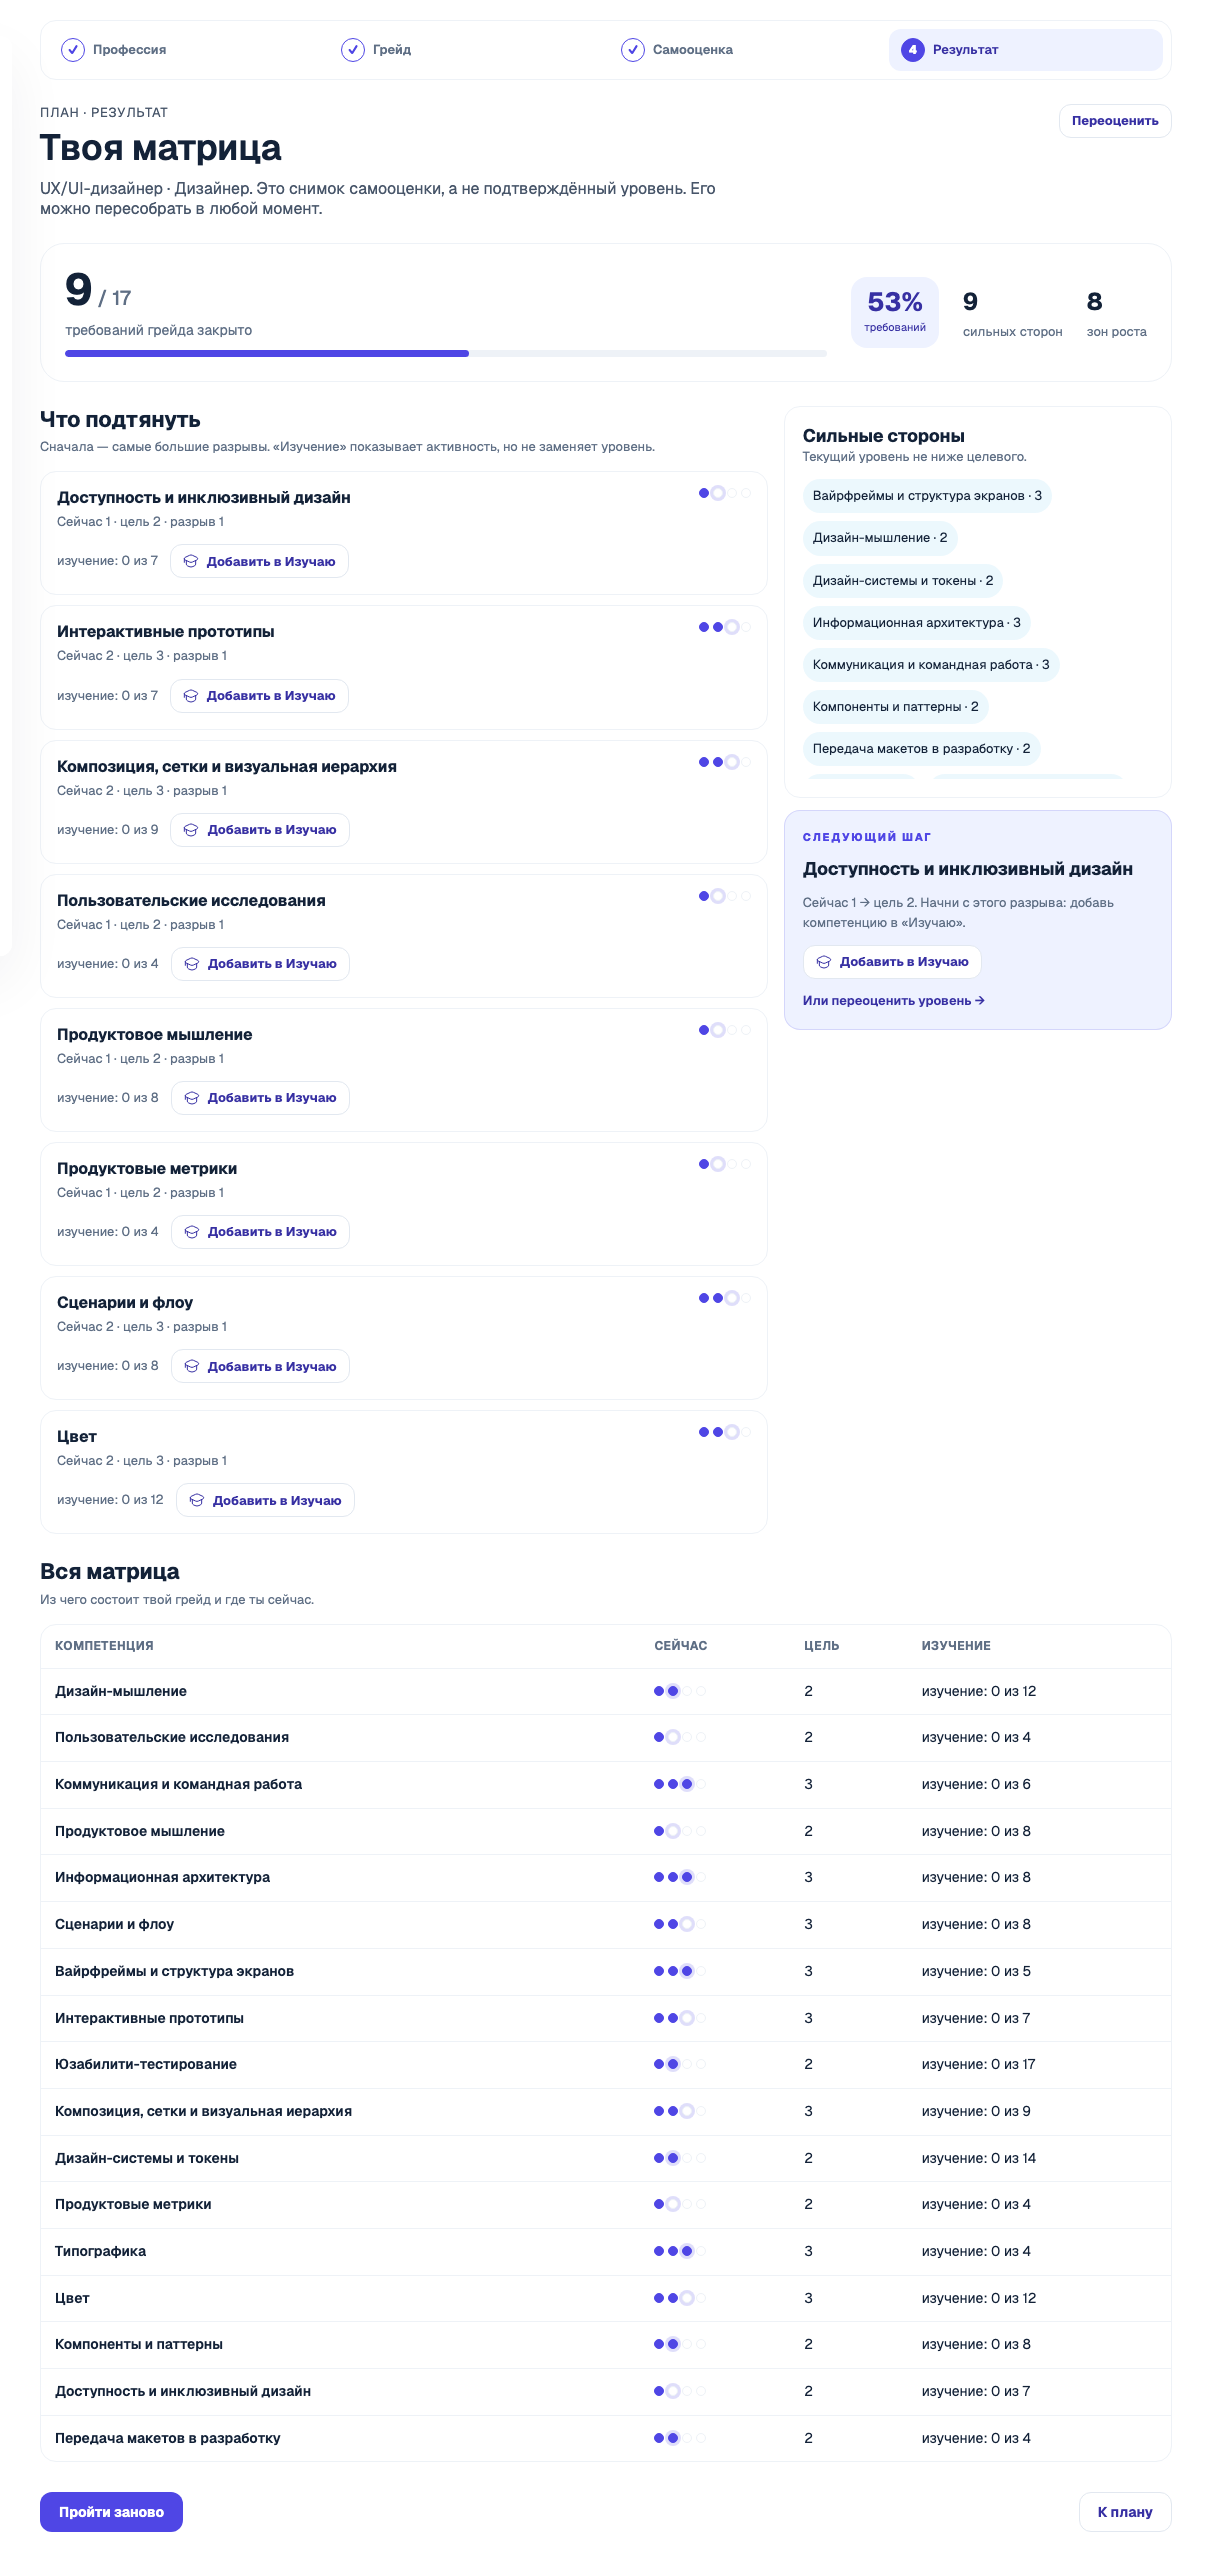 Профессия
Грейд
Самооценка
4 Результат
ПЛАН · РЕЗУЛЬТАТ
Переоценить
Твоя матрица
UX/UI-дизайнер · Дизайнер. Это снимок самооценки, а не подтверждённый уровень. Его
можно пересобрать в любой момент.
9 / 17
требований грейда закрыто
53%
требований
9
сильных сторон
8
зон роста
Что подтянуть
Сначала — самые большие разрывы. «Изучение» показывает активность, но не заменяет уровень.
Доступность и инклюзивный дизайн
Сейчас 1 · цель 2 · разрыв 1
изучение: 0 из 7 Добавить в Изучаю
Интерактивные прототипы
Сейчас 2 · цель 3 · разрыв 1
изучение: 0 из 7 Добавить в Изучаю
Композиция, сетки и визуальная иерархия
Сейчас 2 · цель 3 · разрыв 1
изучение: 0 из 9 Добавить в Изучаю
Пользовательские исследования
Сейчас 1 · цель 2 · разрыв 1
изучение: 0 из 4 Добавить в Изучаю
Продуктовое мышление
Сейчас 1 · цель 2 · разрыв 1
изучение: 0 из 8 Добавить в Изучаю
Продуктовые метрики
Сейчас 1 · цель 2 · разрыв 1
изучение: 0 из 4 Добавить в Изучаю
Сценарии и флоу
Сейчас 2 · цель 3 · разрыв 1
изучение: 0 из 8 Добавить в Изучаю
Цвет
Сейчас 2 · цель 3 · разрыв 1
изучение: 0 из 12 Добавить в Изучаю
Сильные стороны
Текущий уровень не ниже целевого.
Вайрфреймы и структура экранов · 3
Дизайн-мышление · 2
Дизайн-системы и токены · 2
Информационная архитектура · 3
Коммуникация и командная работа · 3
Компоненты и паттерны · 2
Передача макетов в разработку · 2
СЛЕДУЮЩИЙ ШАГ
Доступность и инклюзивный дизайн
Сейчас 1 → цель 2. Начни с этого разрыва: добавь
компетенцию в «Изучаю».
Добавить в Изучаю
Или переоценить уровень →
Вся матрица
Из чего состоит твой грейд и где ты сейчас.
КОМПЕТЕНЦИЯ СЕЙЧАС ЦЕЛЬ ИЗУЧЕНИЕ
Дизайн-мышление 2 изучение: 0 из 12
Пользовательские исследования 2 изучение: 0 из 4
Коммуникация и командная работа 3 изучение: 0 из 6
Продуктовое мышление 2 изучение: 0 из 8
Информационная архитектура 3 изучение: 0 из 8
Сценарии и флоу 3 изучение: 0 из 8
Вайрфреймы и структура экранов 3 изучение: 0 из 5
Интерактивные прототипы 3 изучение: 0 из 7
Юзабилити-тестирование 2 изучение: 0 из 17
Композиция, сетки и визуальная иерархия 3 изучение: 0 из 9
Дизайн-системы и токены 2 изучение: 0 из 14
Продуктовые метрики 2 изучение: 0 из 4
Типографика 3 изучение: 0 из 4
Цвет 3 изучение: 0 из 12
Компоненты и паттерны 2 изучение: 0 из 8
Доступность и инклюзивный дизайн 2 изучение: 0 из 7
Передача макетов в разработку 2 изучение: 0 из 4
Пройти заново
К плану